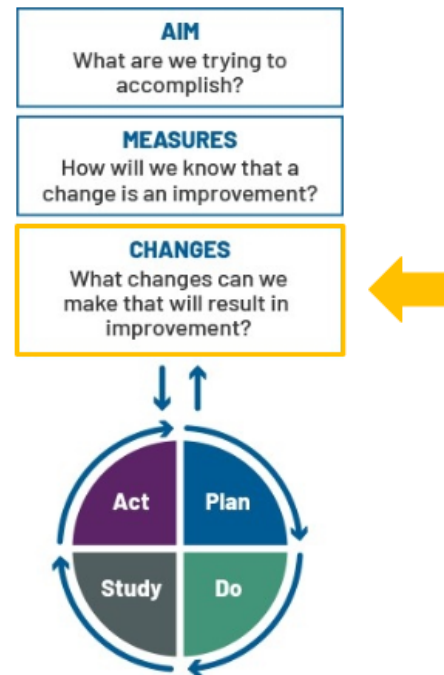 AIM
What are we trying to
accomplish?
MEASURES
How will we know that a
change is an improvement?
CHANGES
What changes can we
make that will result in
improvement?
Act
Plan
Study
Do